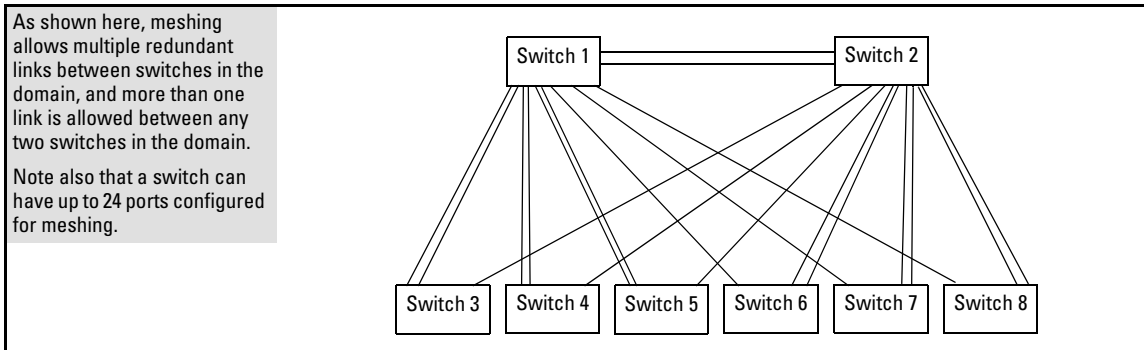 As shown here, meshing
allows multiple redundant
links between switches in the
domain, and more than one
link is allowed between any
two switches in the domain.
Note also that a switch can
have up to 24 ports configured
for meshing.
Switch 1
Switch 2
Switch 3
Switch 4
Switch 5
Switch 6
Switch 7
Switch 8